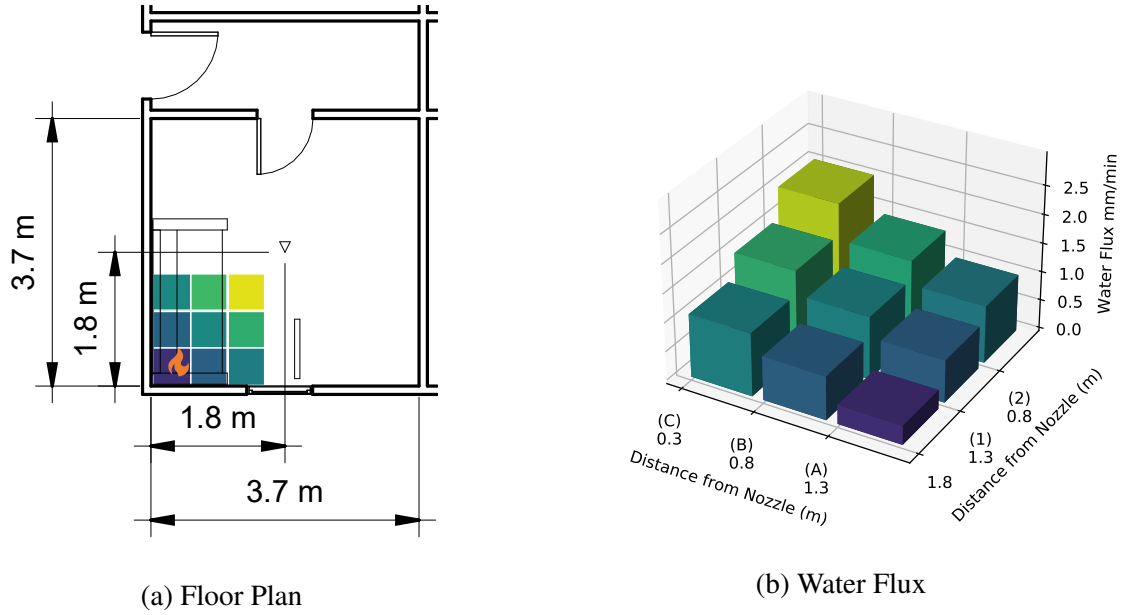 3.7 m
1.8 m
1.8 m
3.7 m
(a) Floor Plan
2.5
2.0
1.5
1.0
0.5
0.0
Water Flux mm/min
(C)
0.3
(B)
0.8
(A)
1.3
Distance from Nozzle (m)
1.8
(1)
1.3
(2)
0.8
Distance from Nozzle (m)
(b) Water Flux